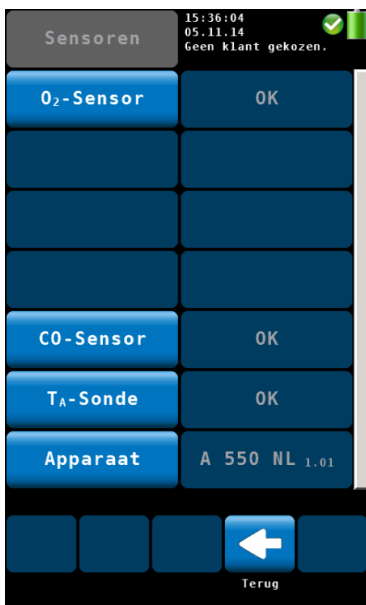 Sensoren
15:36:04
05.11.14
Geen klant gekozen.
O₂-Sensor OK
CO-Sensor OK
Tₐ-Sonde OK
Apparaat A 550 NL 1.01
Terug